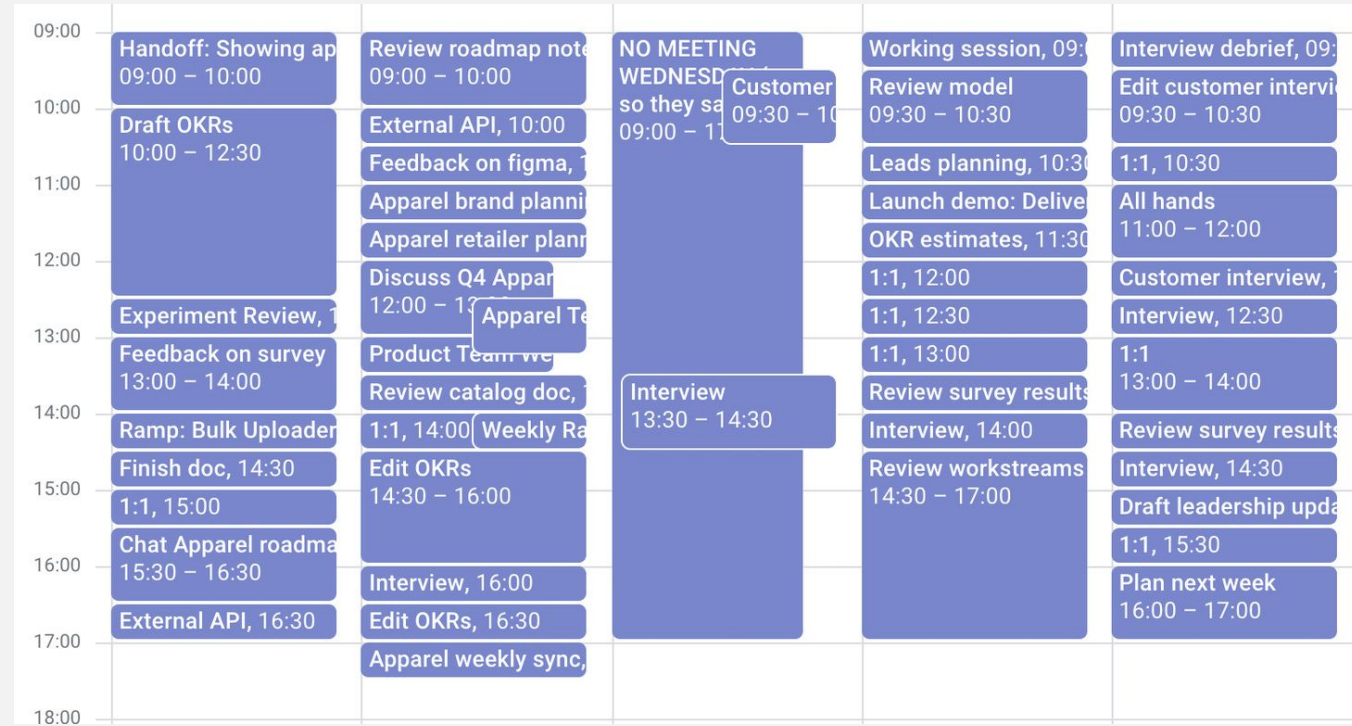 09:00
10:00
11:00
12:00
13:00
14:00
15:00
16:00
17:00
18:00
Handoff: Showing ap
09:00 – 10:00
Draft OKRs
10:00 – 12:30
Experiment Review, 1
Feedback on survey
13:00 – 14:00
Ramp: Bulk Uploader
Finish doc, 14:30
1:1, 15:00
Chat Apparel roadma
15:30 – 16:30
External API, 16:30
Review roadmap note
09:00 – 10:00
External API, 10:00
Feedback on figma, 1
Apparel brand planni
Apparel retailer plann
Discuss Q4 Appar
12:00 – 13
Apparel Te
Product Team We
Review catalog doc,
1:1, 14:00
Weekly Ra
Edit OKRs
14:30 – 16:00
Interview, 16:00
Edit OKRs, 16:30
Apparel weekly sync,
NO MEETING
WEDNESD
so they sa
09:00 – 17
Customer
09:30 – 10
Interview
13:30 – 14:30
Working session, 09:0
Review model
09:30 – 10:30
Leads planning, 10:30
Launch demo: Deliver
OKR estimates, 11:30
1:1, 12:00
1:1, 12:30
1:1, 13:00
Review survey results
Interview, 14:00
Review workstreams
14:30 – 17:00
Interview debrief, 09:
Edit customer intervi
09:30 – 10:30
1:1, 10:30
All hands
11:00 – 12:00
Customer interview,
Interview, 12:30
1:1
13:00 – 14:00
Review survey results
Interview, 14:30
Draft leadership upda
1:1, 15:30
Plan next week
16:00 – 17:00